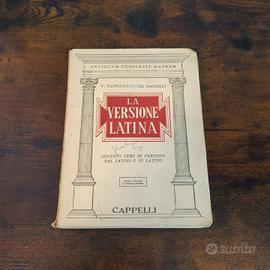 ANTIQUAM EXQUIRITE MATREM
V. TANTUCCI
LA
VERSIONE
LATINA
DUECENTO TEMI DI VERSIONE
DAL LATINO E IN LATINO
CAPPELLI
subito